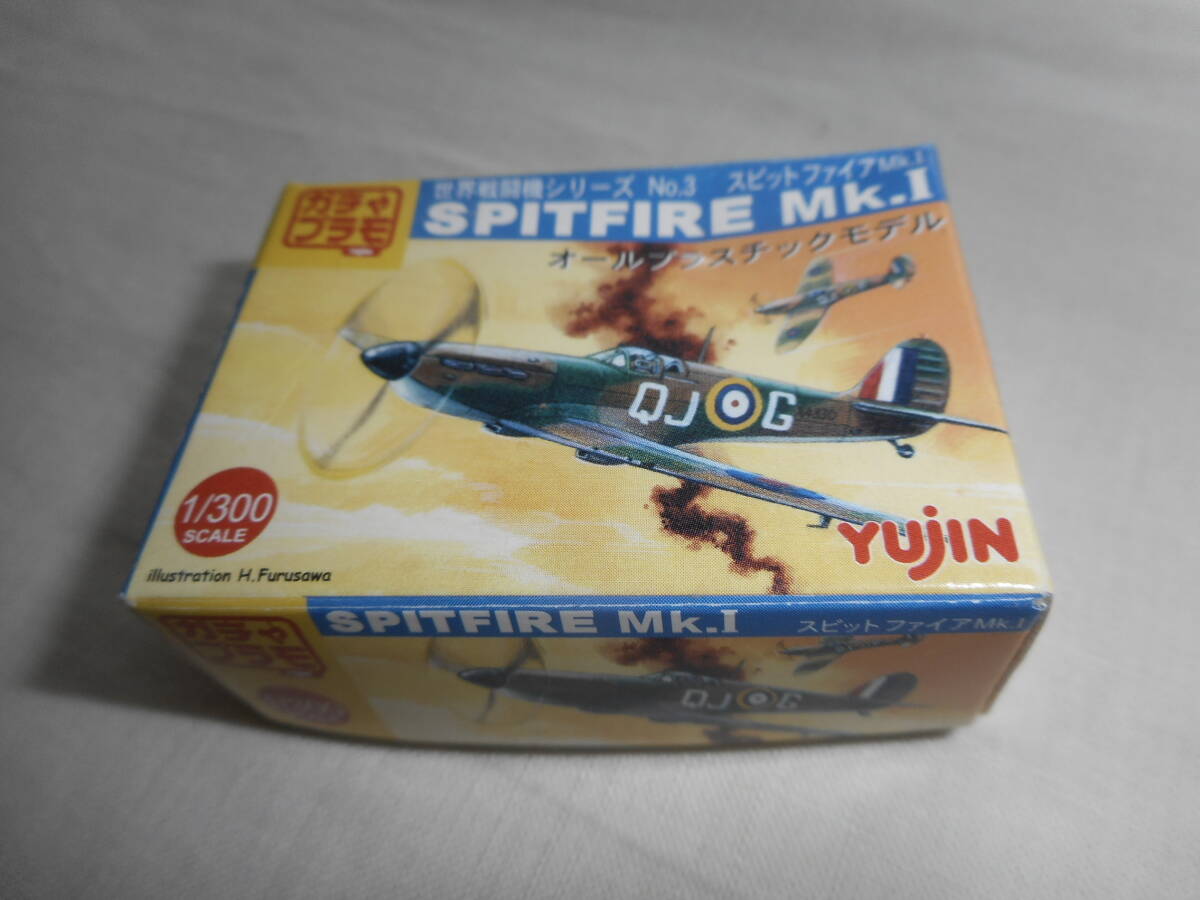 ガチャ
プラモ
世界戦闘機シリーズ No.3 スピットファイアMk.I
SPITFIRE Mk.I
オールプラスチックモデル
QJ G
1/300
SCALE
YUJIN
illustration H.Furusawa
ガチャ
プラモ
SPITFIRE Mk.I
スピットファイアMk.I
QJ G